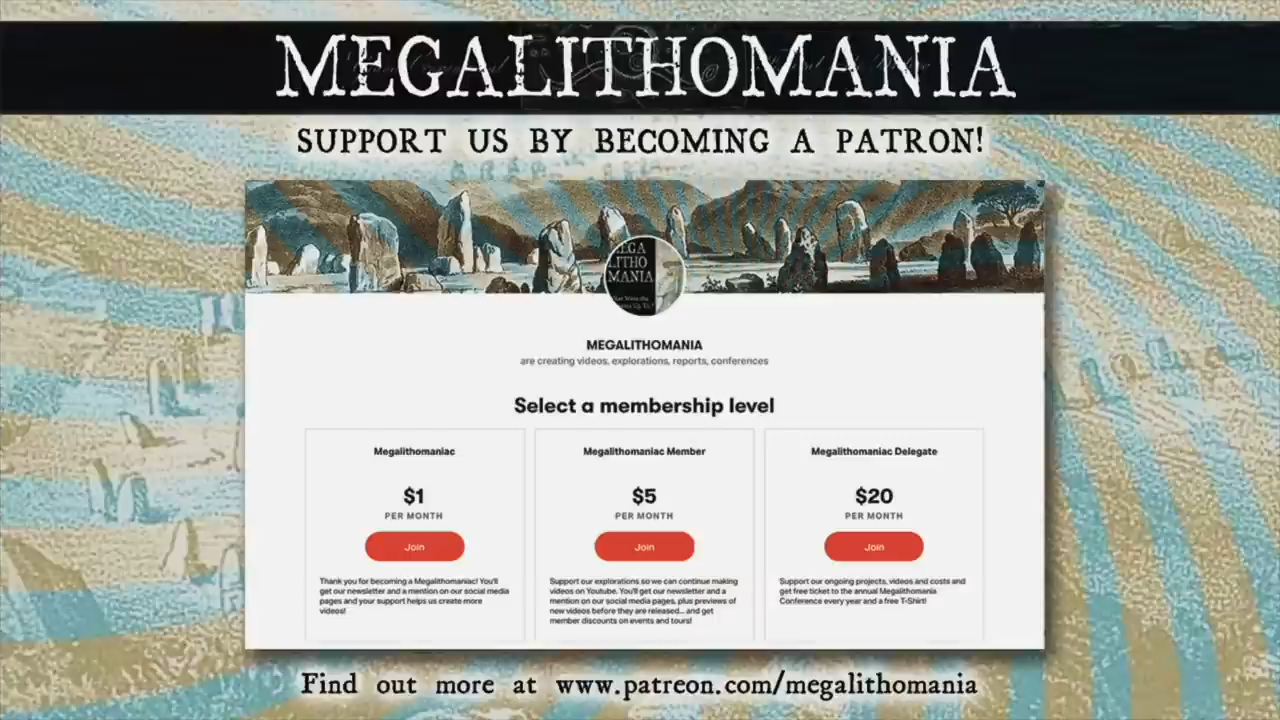 MEGALITHOMANIA
SUPPORT US BY BECOMING A PATRON!
LITHO
MANIA
MEGALITHOMANIA
are creating videos, explorations, reports, conferences
Select a membership level
Megalithomaniac
$1
PER MONTH
Join
Thank you for becoming a Megalithomaniac! You'll
get our newsletter and a mention on our social media
pages and your support helps us create more
videos!
Megalithomaniac Member
$5
PER MONTH
Join
Support our explorations so we can continue making
videos on Youtube. You'll get our newsletter and a
mention on our social media pages, plus previews of
new videos before they are released... and get
member discounts on events and tours!
Megalithomaniac Delegate
$20
PER MONTH
Join
Support our ongoing projects, videos and costs and
get free ticket to the annual Megalithomania
Conference every year and a free T-Shirt!
Find out more at www.patreon.com/megalithomania